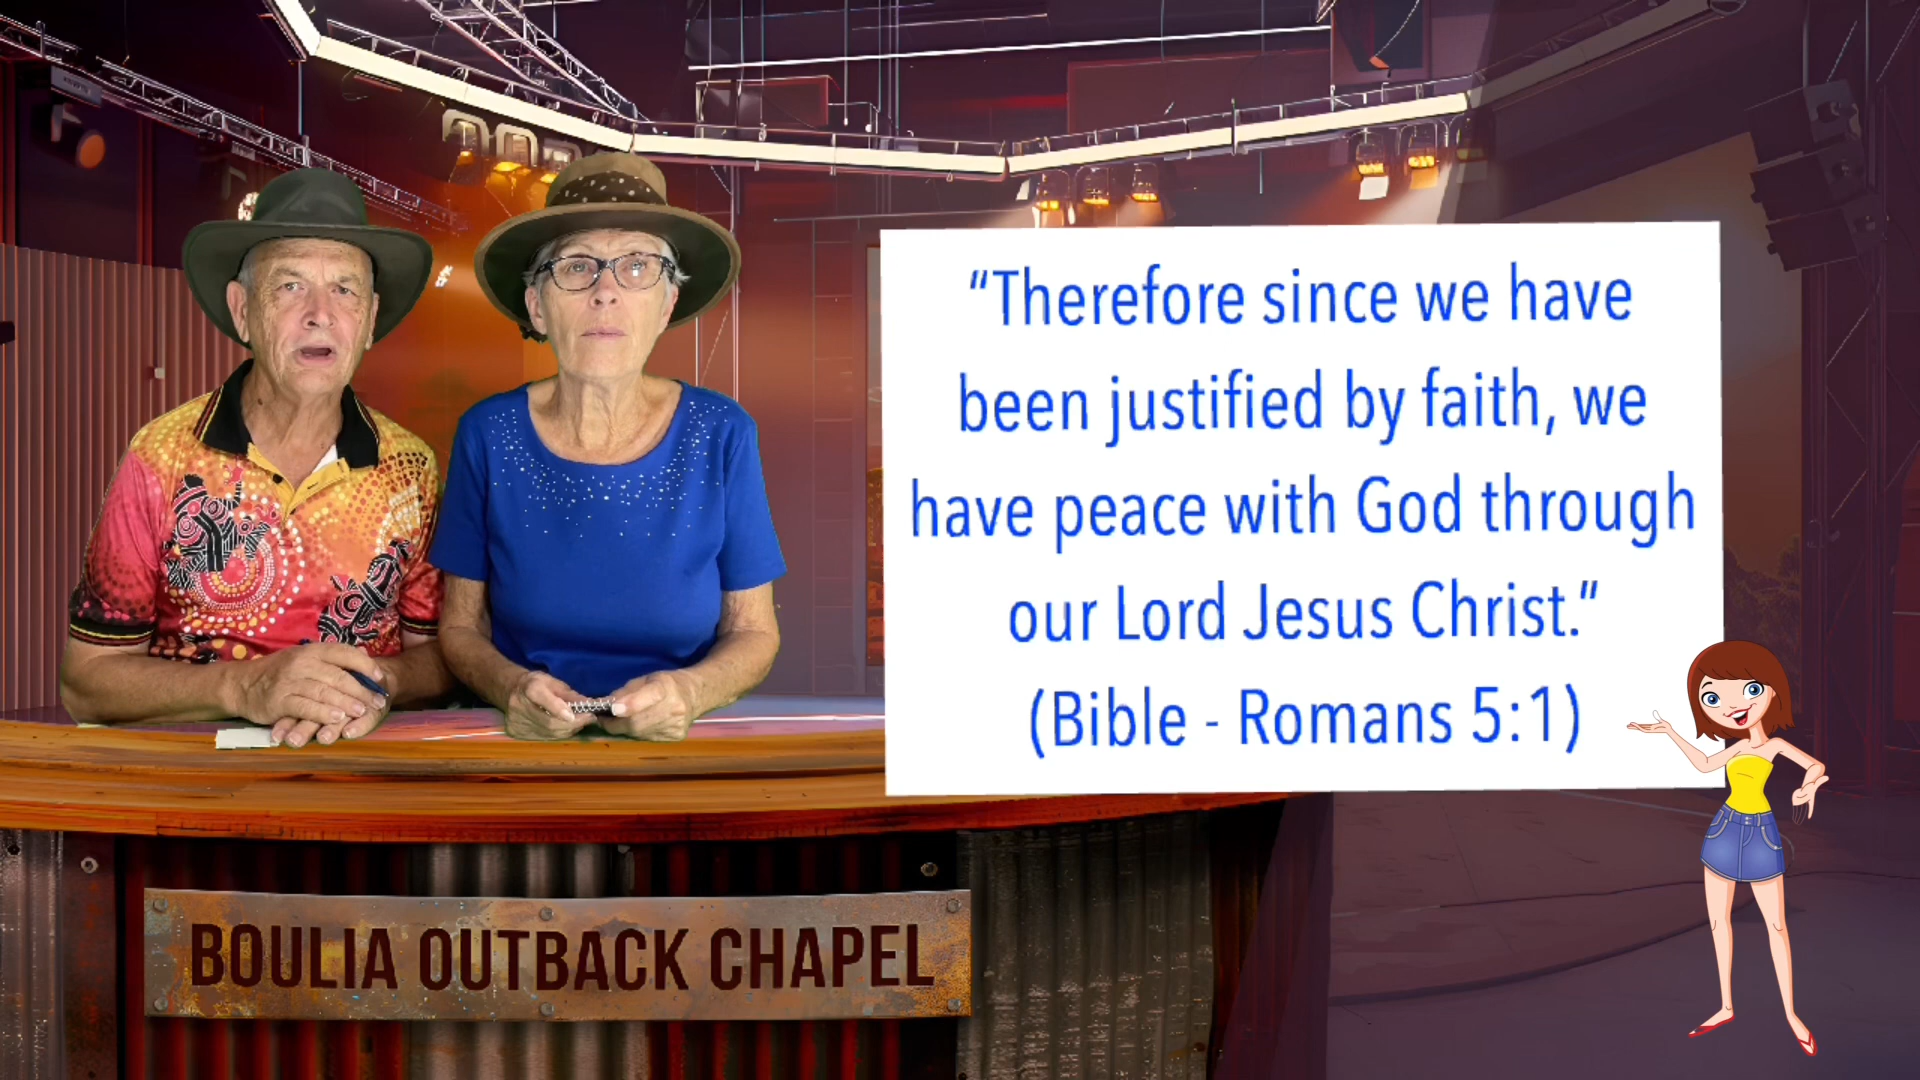 “Therefore since we have
been justified by faith, we
have peace with God through
our Lord Jesus Christ.”
(Bible - Romans 5:1)
BOULIA OUTBACK CHAPEL